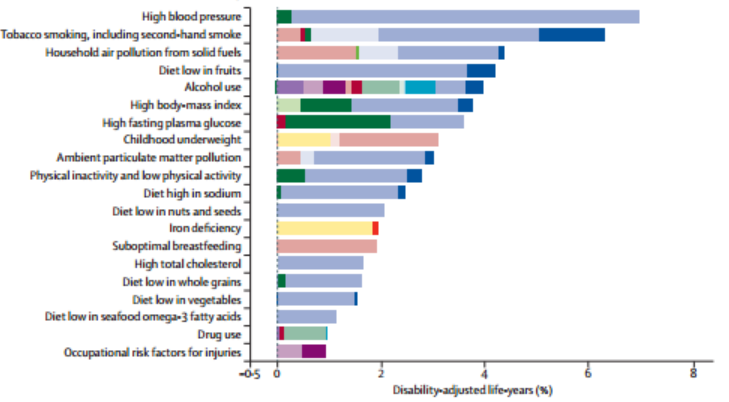 High blood pressure
Tobacco smoking, including second-hand smoke
Household air pollution from solid fuels
Diet low in fruits
Alcohol use
High body-mass index
High fasting plasma glucose
Childhood underweight
Ambient particulate matter pollution
Physical inactivity and low physical activity
Diet high in sodium
Diet low in nuts and seeds
Iron deficiency
Suboptimal breastfeeding
High total cholesterol
Diet low in whole grains
Diet low in vegetables
Diet low in seafood omega-3 fatty acids
Drug use
Occupational risk factors for injuries
-0·5 0 2 4 6 8
Disability-adjusted life-years (%)